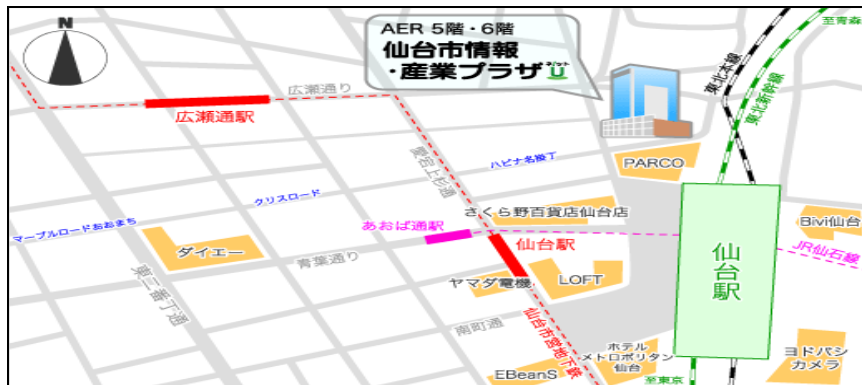 N
AER 5階・6階
仙台市情報
・産業プラザ
ネ!ット
U
至青森
東北本線
東北新幹線
広瀬通り
広瀬通駅
愛宕上杉通
ハピナ名掛丁
PARCO
クリスロード
さくら野百貨店仙台店
マーブルロードおおまち
あおば通駅
仙台駅
Bivi仙台
ダイエー
青葉通り
JR仙石線
仙台駅
ヤマダ電機
LOFT
東二番丁通
南町通
仙台市営地下鉄
ホテル
メトロポリタン
仙台
ヨドバシ
カメラ
EBeanS
至東京